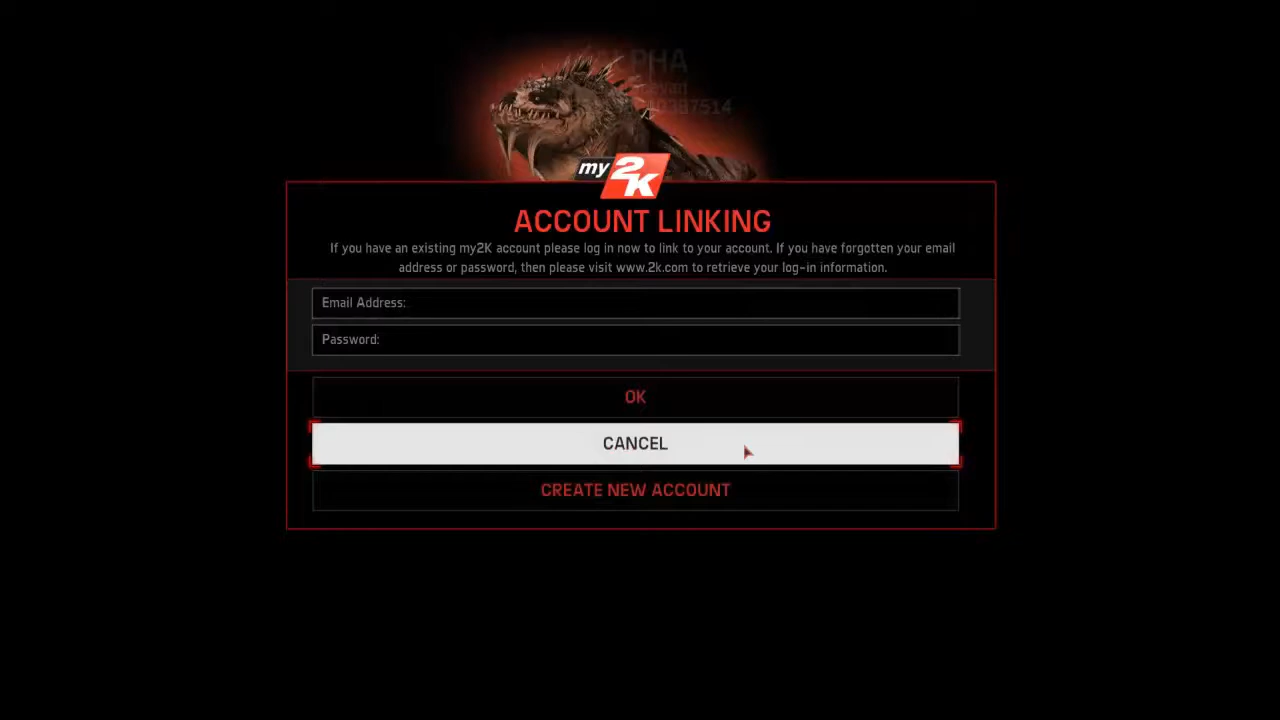 my 2K
ACCOUNT LINKING
If you have an existing my2K account please log in now to link to your account. If you have forgotten your email
address or password, then please visit www.2k.com to retrieve your log-in information.
Email Address:
Password:
OK
CANCEL
CREATE NEW ACCOUNT